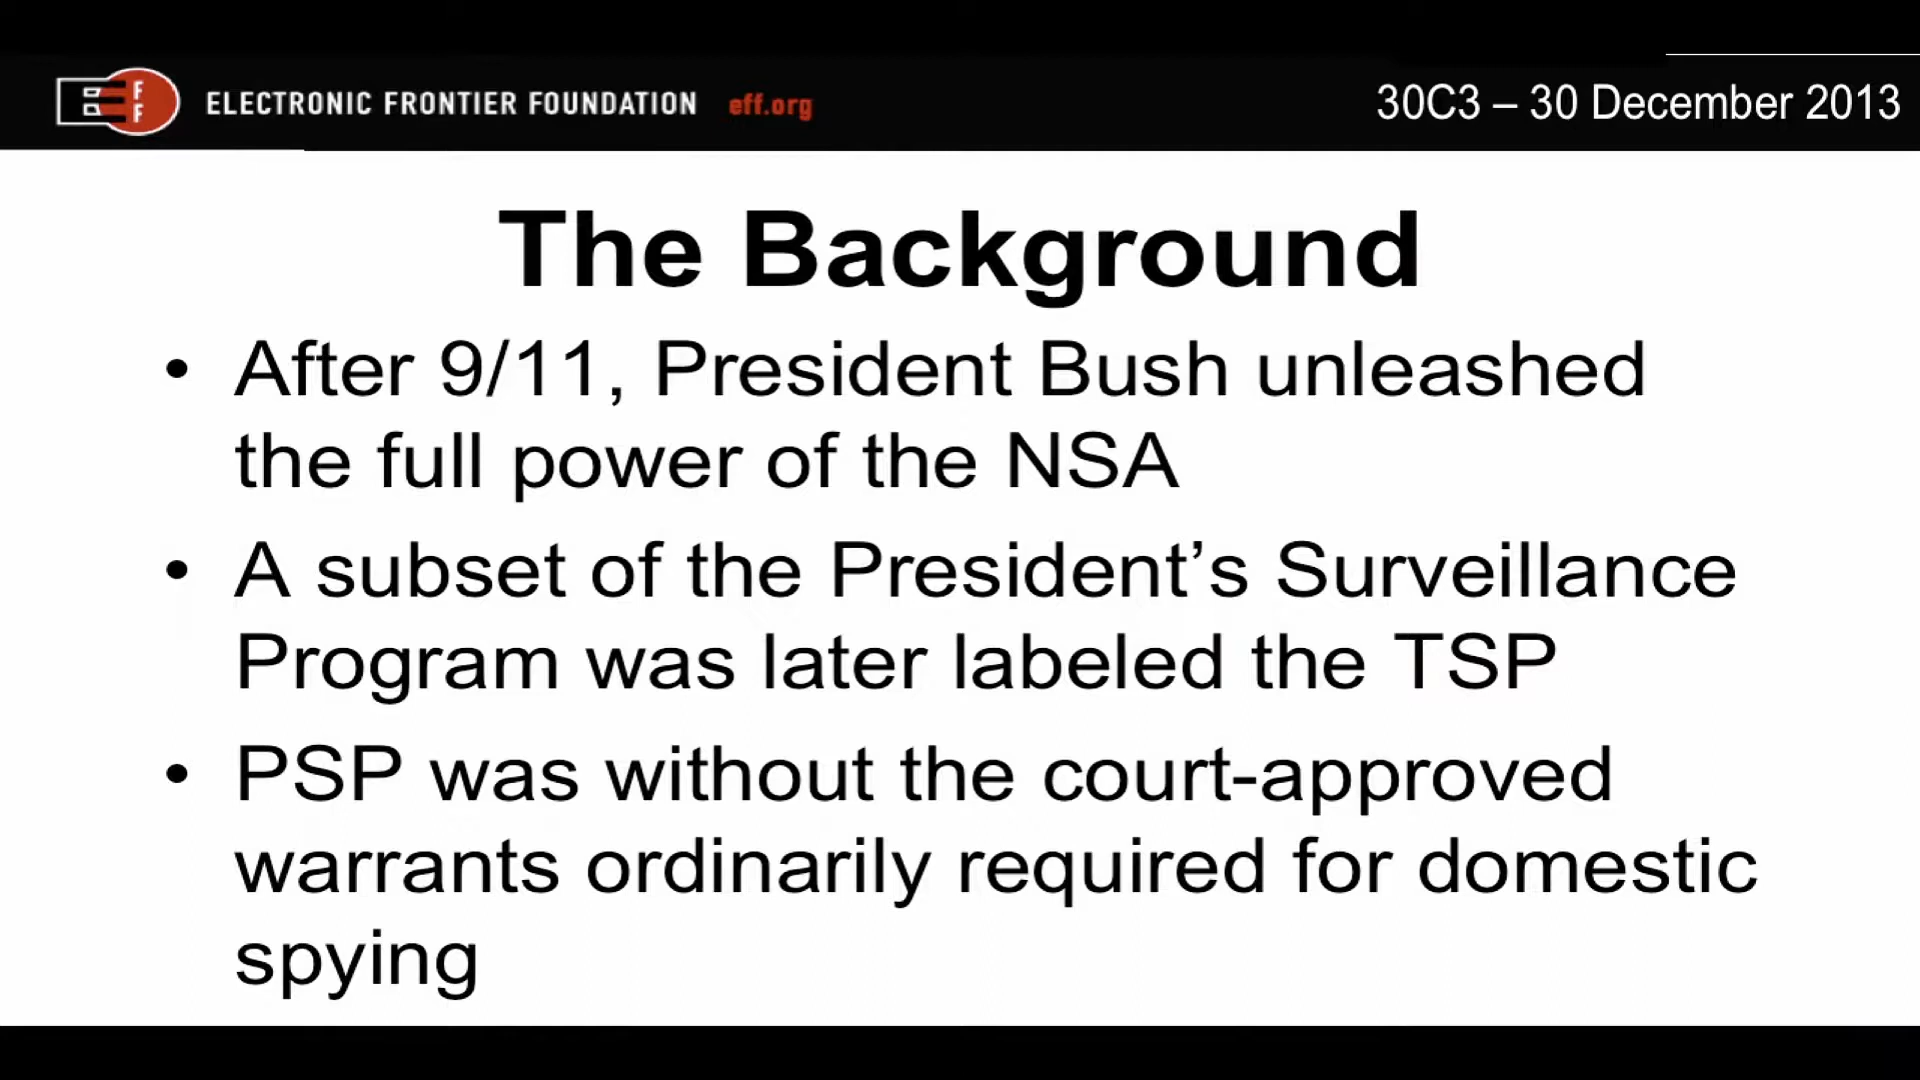 EFF ELECTRONIC FRONTIER FOUNDATION eff.org 30C3 – 30 December 2013
The Background
• After 9/11, President Bush unleashed
the full power of the NSA
• A subset of the President’s Surveillance
Program was later labeled the TSP
• PSP was without the court-approved
warrants ordinarily required for domestic
spying